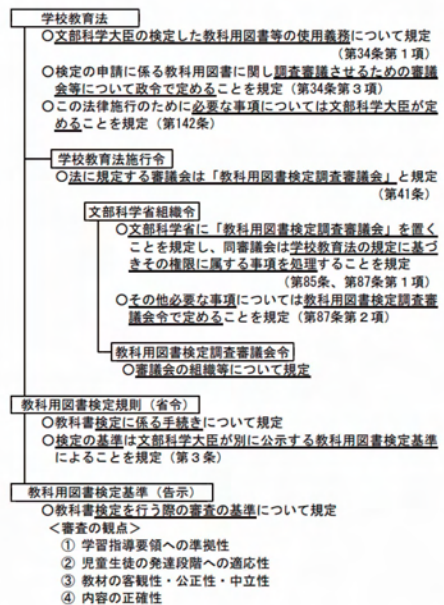 学校教育法
○文部科学大臣の検定した教科用図書等の使用義務について規定
(第34条第1項)
○検定の申請に係る教科用図書に関し調査審議させるための審議
会等について政令で定めることを規定(第34条第3項)
○この法律施行のために必要な事項については文部科学大臣が定
めることを規定(第142条)
学校教育法施行令
○法に規定する審議会は「教科用図書検定調査審議会」と規定
(第41条)
文部科学省組織令
○文部科学省に「教科用図書検定調査審議会」を置く
ことを規定し、同審議会は学校教育法の規定に基づ
きその権限に属する事項を処理することを規定
(第85条、第87条第1項)
○その他必要な事項については教科用図書検定調査審
議会令で定めることを規定(第87条第2項)
教科用図書検定調査審議会令
○審議会の組織等について規定
教科用図書検定規則(省令)
○教科書検定に係る手続きについて規定
○検定の基準は文部科学大臣が別に公示する教科用図書検定基準
によることを規定(第3条)
教科用図書検定基準(告示)
○教科書検定を行う際の審査の基準について規定
<審査の観点>
① 学習指導要領への準拠性
② 児童生徒の発達段階への適応性
③ 教材の客観性・公正性・中立性
④ 内容の正確性